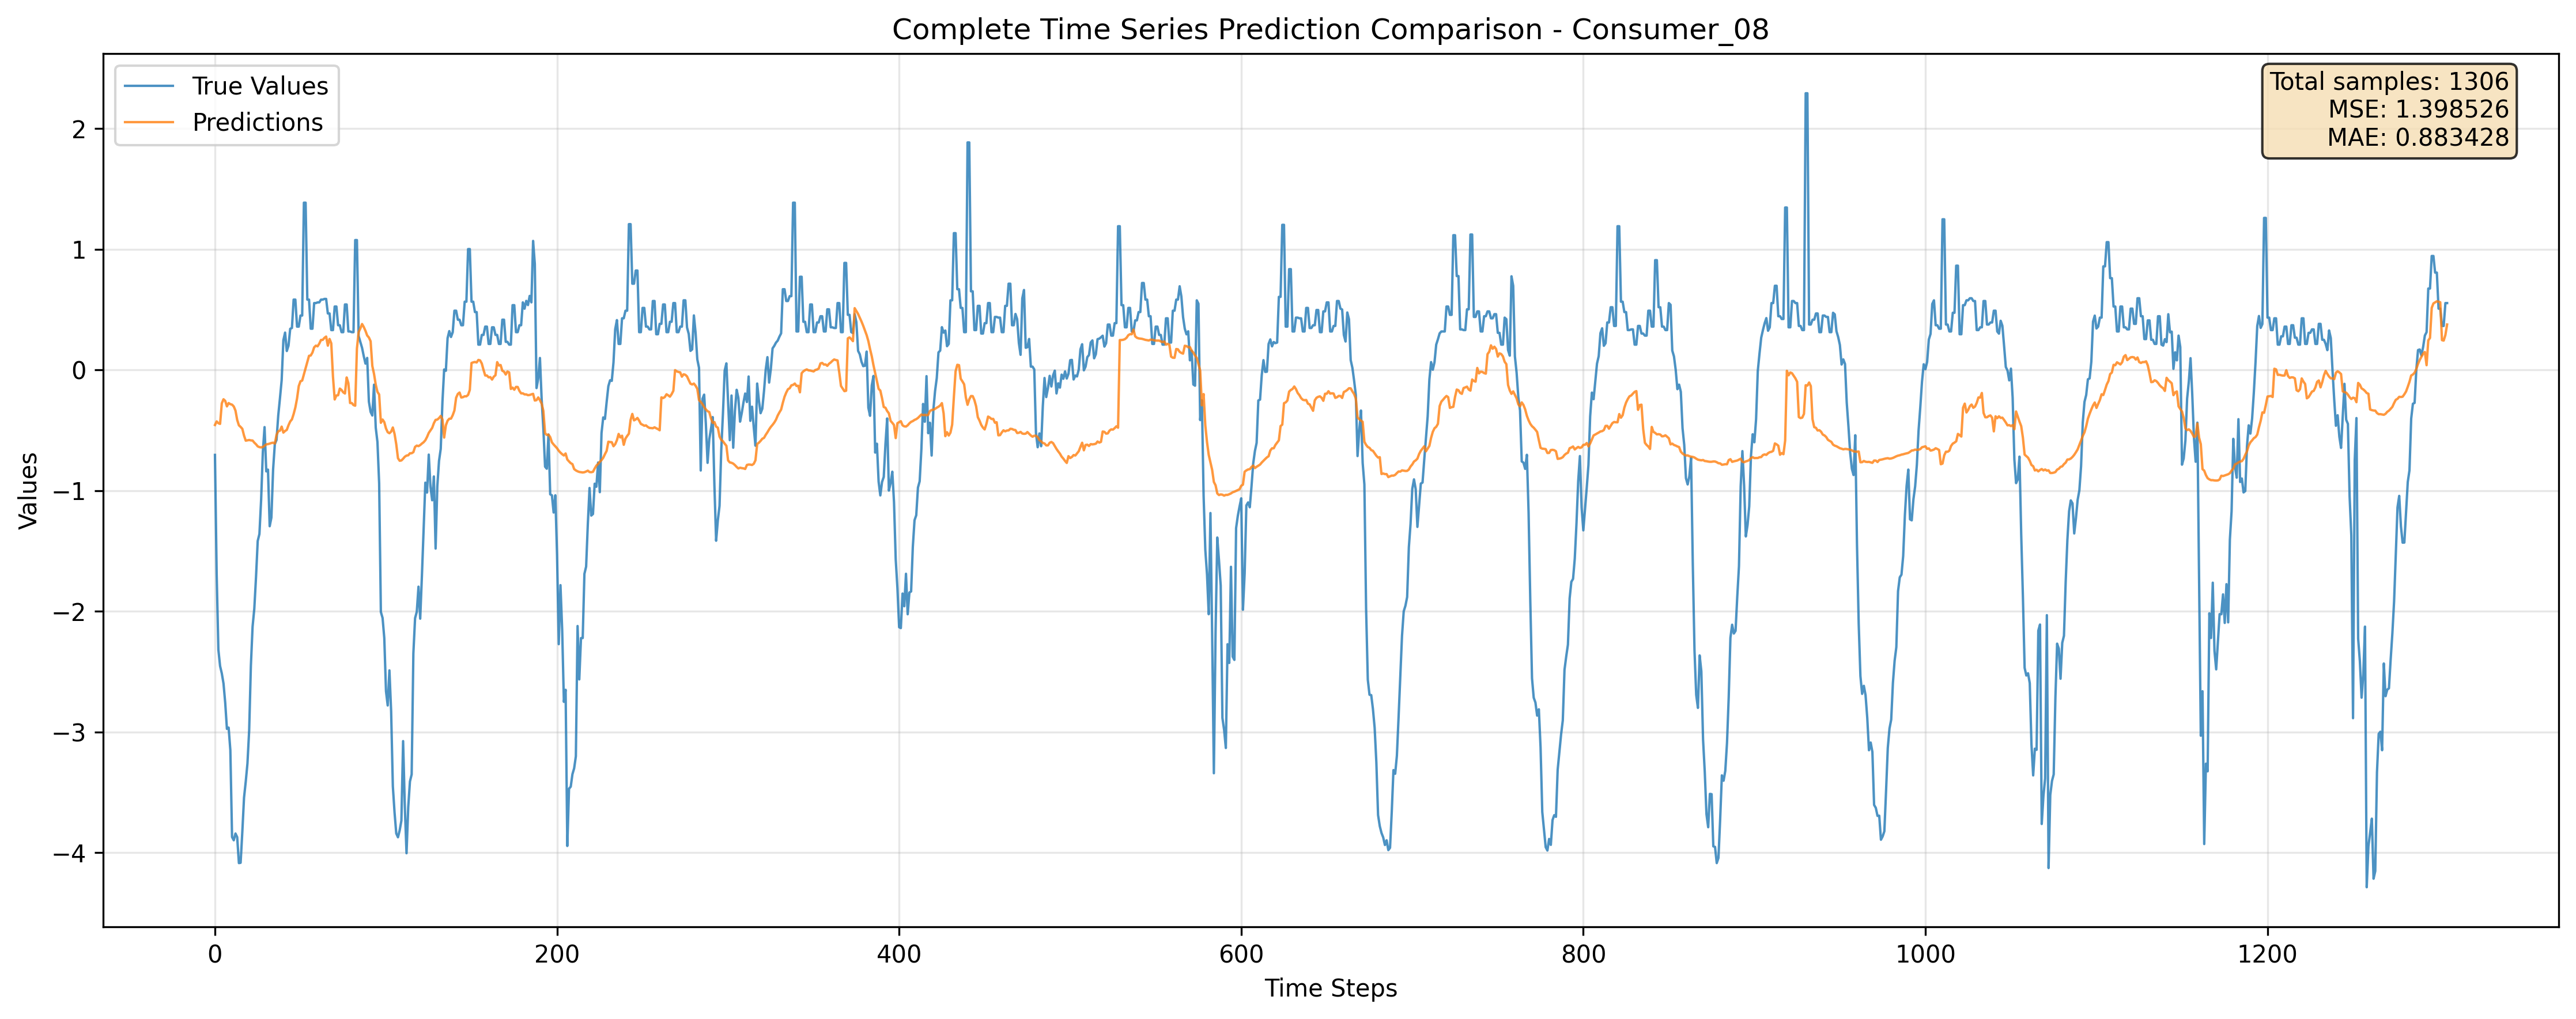 Complete Time Series Prediction Comparison - Consumer_08
True Values
Predictions
Total samples: 1306
MSE: 1.398526
MAE: 0.883428
Values
2
1
0
−1
−2
−3
−4
0
200
400
600
800
1000
1200
Time Steps